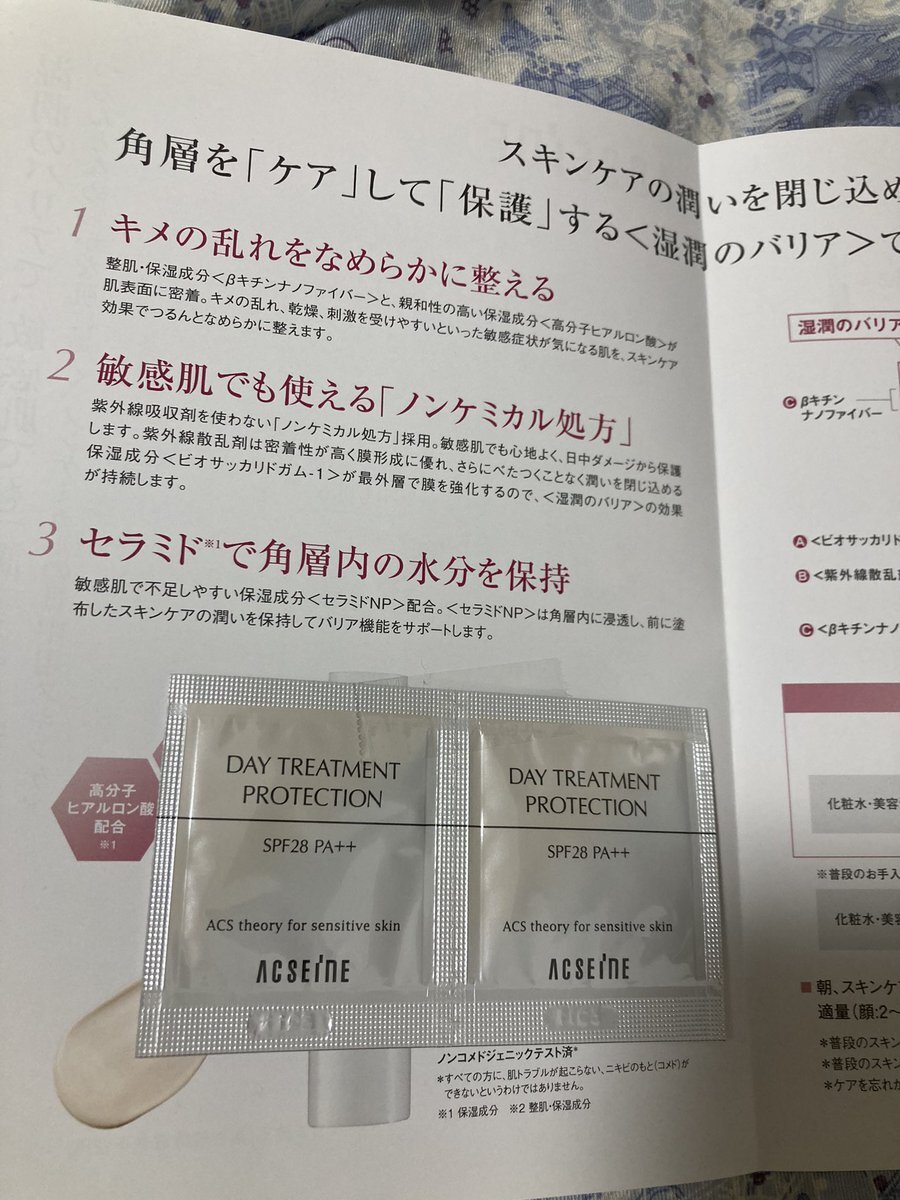 スキンケアの潤いを閉じ込め
角層を「ケア」して「保護」する<湿潤のバリア>で
1 キメの乱れをなめらかに整える
整肌・保湿成分<βキチンナノファイバー>と、親和性の高い保湿成分<高分子ヒアルロン酸>が
肌表面に密着。キメの乱れ、乾燥、刺激を受けやすいといった敏感症状が気になる肌を、スキンケア
効果でつるんとなめらかに整えます。
2 敏感肌でも使える「ノンケミカル処方」
紫外線吸収剤を使わない「ノンケミカル処方」採用。敏感肌でも心地よく、日中ダメージから保護
します。紫外線散乱剤は密着性が高く膜形成に優れ、さらにべたつくことなく潤いを閉じ込める
保湿成分<ビオサッカリドガム-1>が最外層で膜を強化するので、<湿潤のバリア>の効果
が持続します。
3 セラミド※1で角層内の水分を保持
敏感肌で不足しやすい保湿成分<セラミドNP>配合。<セラミドNP>は角層内に浸透し、前に塗
布したスキンケアの潤いを保持してバリア機能をサポートします。
高分子
ヒアルロン酸
配合
※1
DAY TREATMENT
PROTECTION
SPF28 PA++
ACS theory for sensitive skin
ACSEINE
DAY TREATMENT
PROTECTION
SPF28 PA++
ACS theory for sensitive skin
ACSEINE
ノンコメドジェニックテスト済*
*すべての方に、肌トラブルが起こらない、ニキビのもと(コメド)が
できないというわけではありません。
※1 保湿成分 ※2 整肌・保湿成分
湿潤のバリア
C βキチン
ナノファイバー
A <ビオサッカリド
B <紫外線散乱剤
C <βキチンナノ
化粧水・美容
※普段のお手入
化粧水・美容
■ 朝、スキンケア
適量(顔:2〜
*普段のスキン
*普段のスキン
*ケアを忘れが